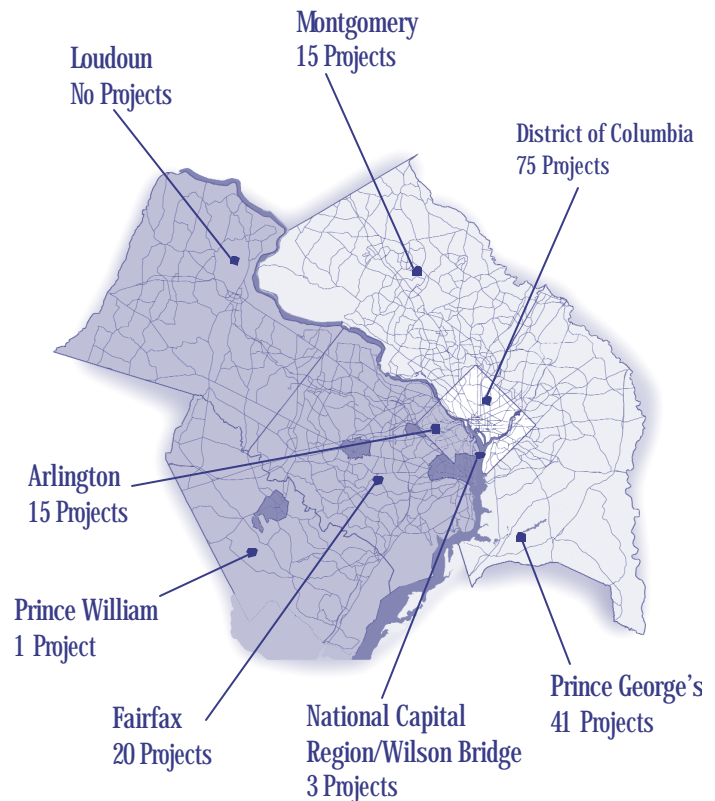 Montgomery
15 Projects
Loudoun
No Projects
District of Columbia
75 Projects
Arlington
15 Projects
Prince William
1 Project
Fairfax
20 Projects
National Capital
Region/Wilson Bridge
3 Projects
Prince George's
41 Projects